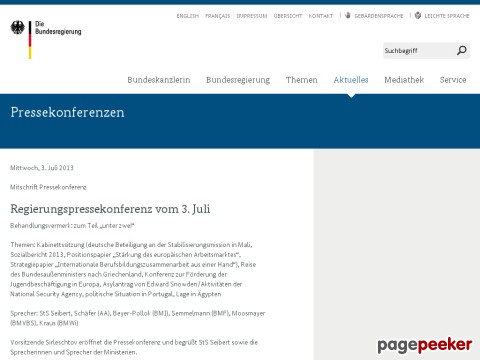 ENGLISH FRANÇAIS IMPRESSUM ÜBERSICHT KONTAKT GEBÄRDENSPRACHE LEICHTE SPRACHE
Die
Bundesregierung
Suchbegriff
Bundeskanzlerin Bundesregierung Themen Aktuelles Mediathek Service
Pressekonferenzen
Mittwoch, 3. Juli 2013
Mitschrift Pressekonferenz
Regierungspressekonferenz vom 3. Juli
Behandlungsvermerk: zum Teil „unter zwei“
Themen: Kabinettssitzung (deutsche Beteiligung an der Stabilisierungsmission in Mali,
Sozialbericht 2013, Positionspapier „Stärkung des europäischen Arbeitsmarktes“,
Strategiepapier „Internationale Berufsbildungszusammenarbeit aus einer Hand“), Reise
des Bundesaußenministers nach Griechenland, Konferenz zur Förderung der
Jugendbeschäftigung in Europa, Asylantrag von Edward Snowden/Aktivitäten der
National Security Agency, politische Situation in Portugal, Lage in Ägypten
Sprecher: StS Seibert, Schäfer (AA), Beyer-Pollok (BMI), Semmelmann (BMF), Moosmayer
(BMVBS), Kraus (BMWi)
Vorsitzende Sirleschtov eröffnet die Pressekonferenz und begrüßt StS Seibert sowie die
Sprecherinnen und Sprecher der Ministerien.
pagepeeker